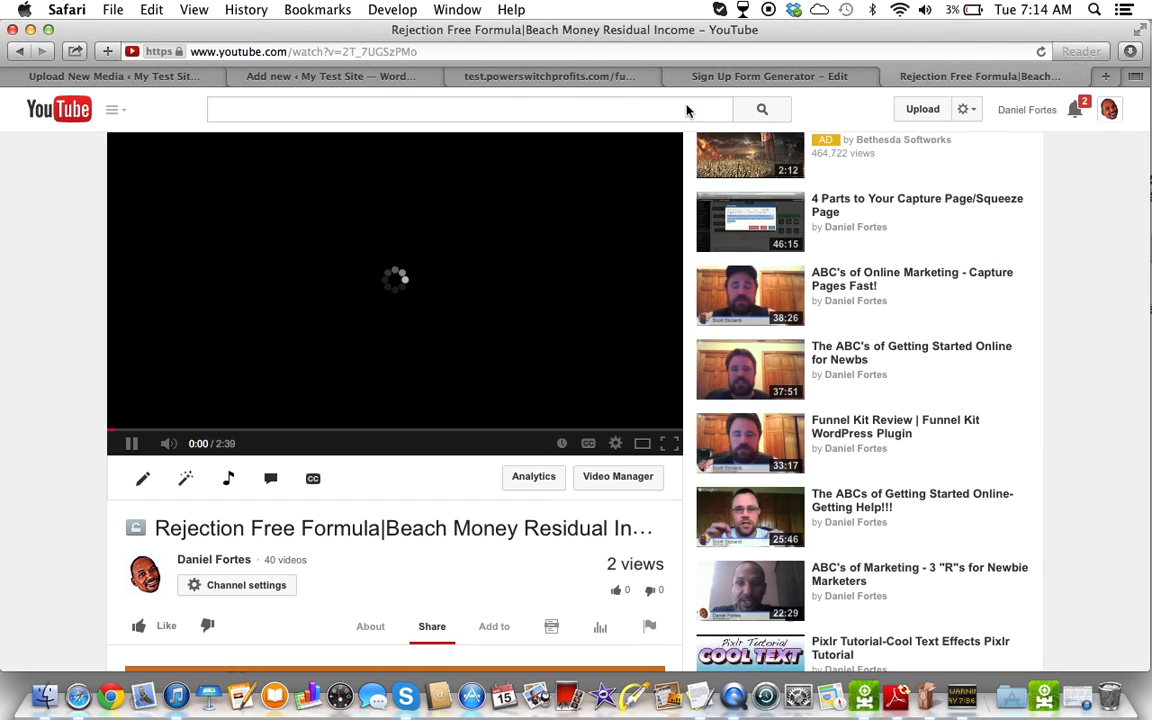 Safari File Edit View History Bookmarks Develop Window Help 3% Tue 7:14 AM
Rejection Free Formula|Beach Money Residual Income – YouTube
https www.youtube.com/watch?v=2T_7UGSzPMo Reader
Upload New Media ‹ My Test Sit... Add new ‹ My Test Site — Word... test.powerswitchprofits.com/fu... Sign Up Form Generator – Edit Rejection Free Formula|Beach...
YouTube Upload Daniel Fortes 2
AD by Bethesda Softworks
464,722 views
2:12
4 Parts to Your Capture Page/Squeeze
Page
by Daniel Fortes
46:15
ABC's of Online Marketing - Capture
Pages Fast!
by Daniel Fortes
38:26
The ABC's of Getting Started Online
for Newbs
by Daniel Fortes
37:51
Funnel Kit Review | Funnel Kit
WordPress Plugin
by Daniel Fortes
33:17
The ABCs of Getting Started Online-
Getting Help!!!
by Daniel Fortes
25:46
ABC's of Marketing - 3 "R"s for Newbie
Marketers
by Daniel Fortes
22:29
Pixlr Tutorial-Cool Text Effects Pixlr
Tutorial
by Daniel Fortes
Pixlr Tutorial
COOL TEXT
0:00 / 2:39 CC
CC Analytics Video Manager
Rejection Free Formula|Beach Money Residual In...
Daniel Fortes · 40 videos
2 views
Channel settings
0 0
Like About Share Add to